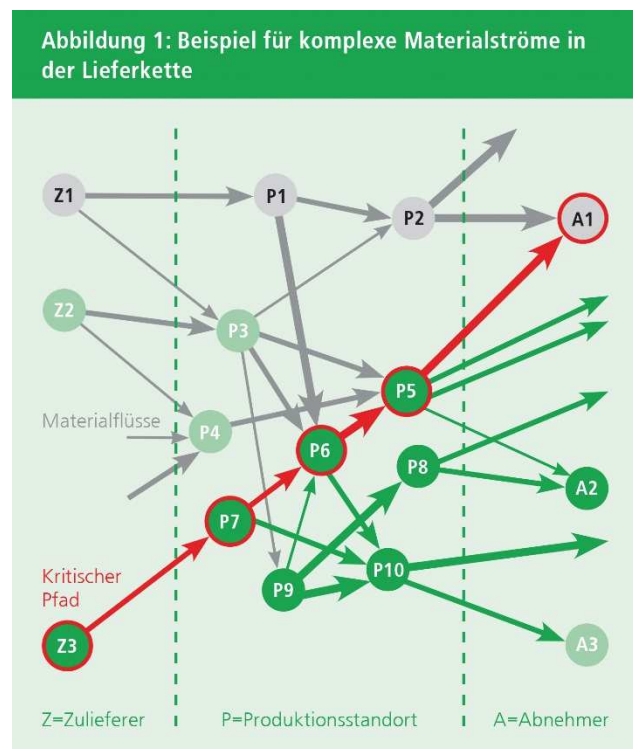 Abbildung 1: Beispiel für komplexe Materialströme in
der Lieferkette
Z1
P1
P2
A1
Z2
P3
P5
Materialflüsse
P4
P6
P8
A2
P7
P10
P9
Kritischer
Pfad
Z3
A3
Z=Zulieferer
P=Produktionsstandort
A=Abnehmer